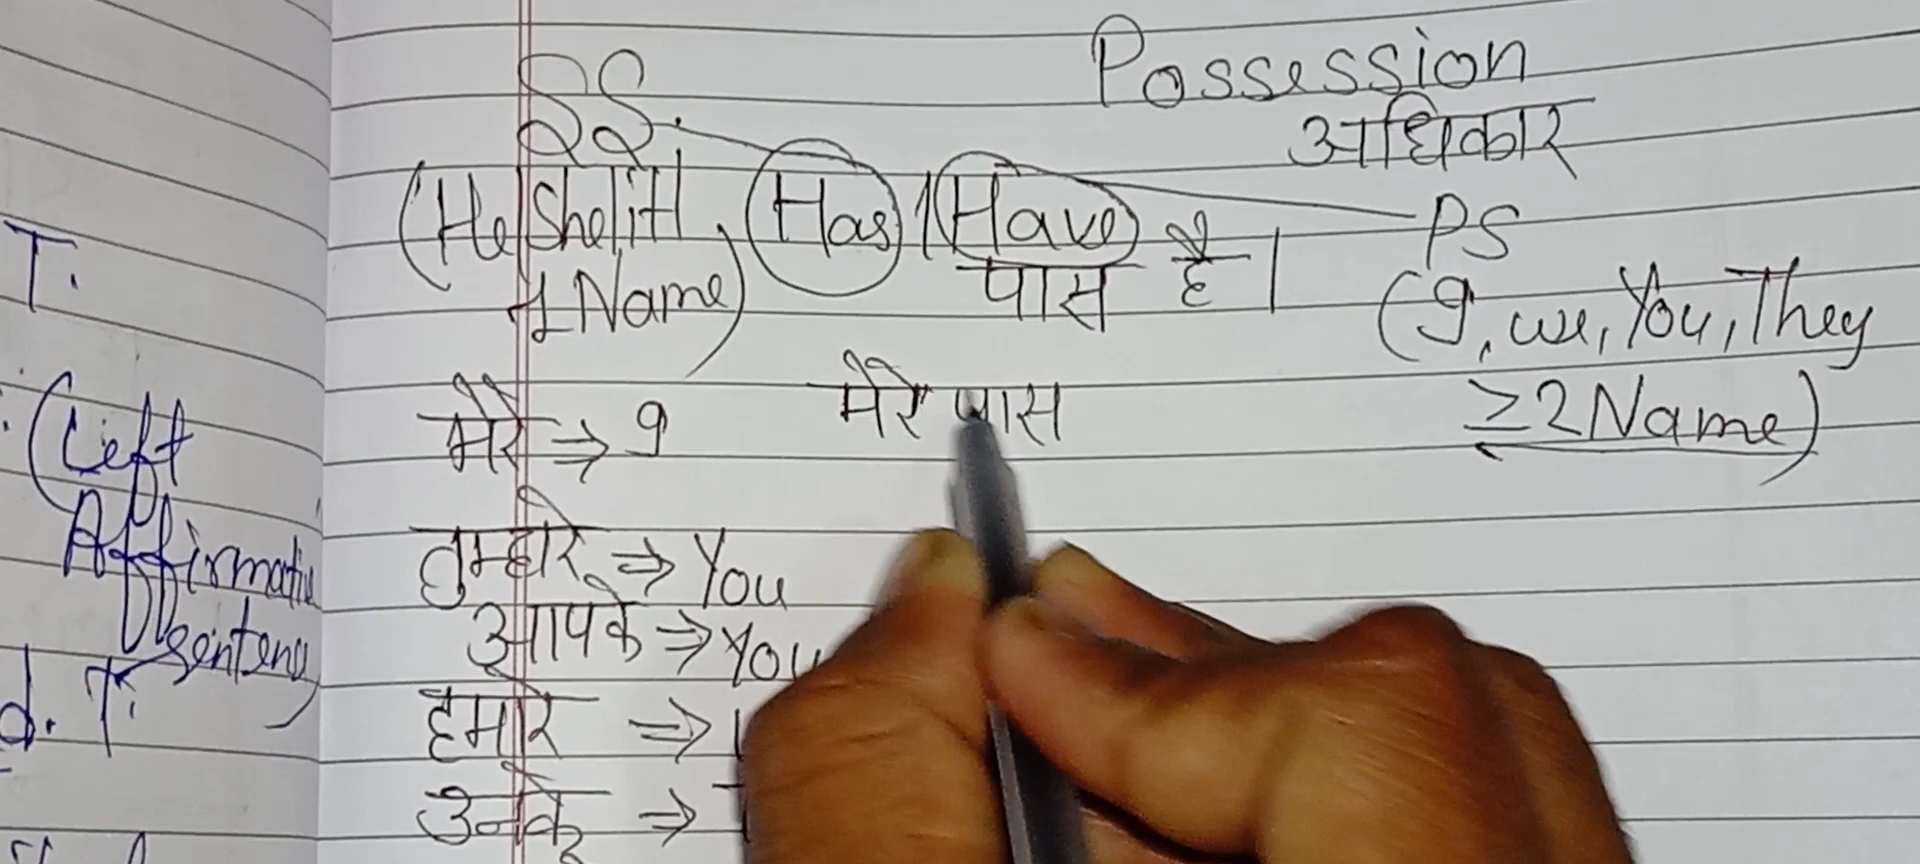 Possession
अधिकार
SS.
(He/She/it/1 Name) Has / Have पास है।
PS
(I, we, You, They
≥2 Name)
मेरे ⇒ I
मेरे पास
तुम्हारे ⇒ You
आपके ⇒ You
हमारे ⇒
उनके ⇒
T.
(Left
Affirmative
Sentence)
d. T.